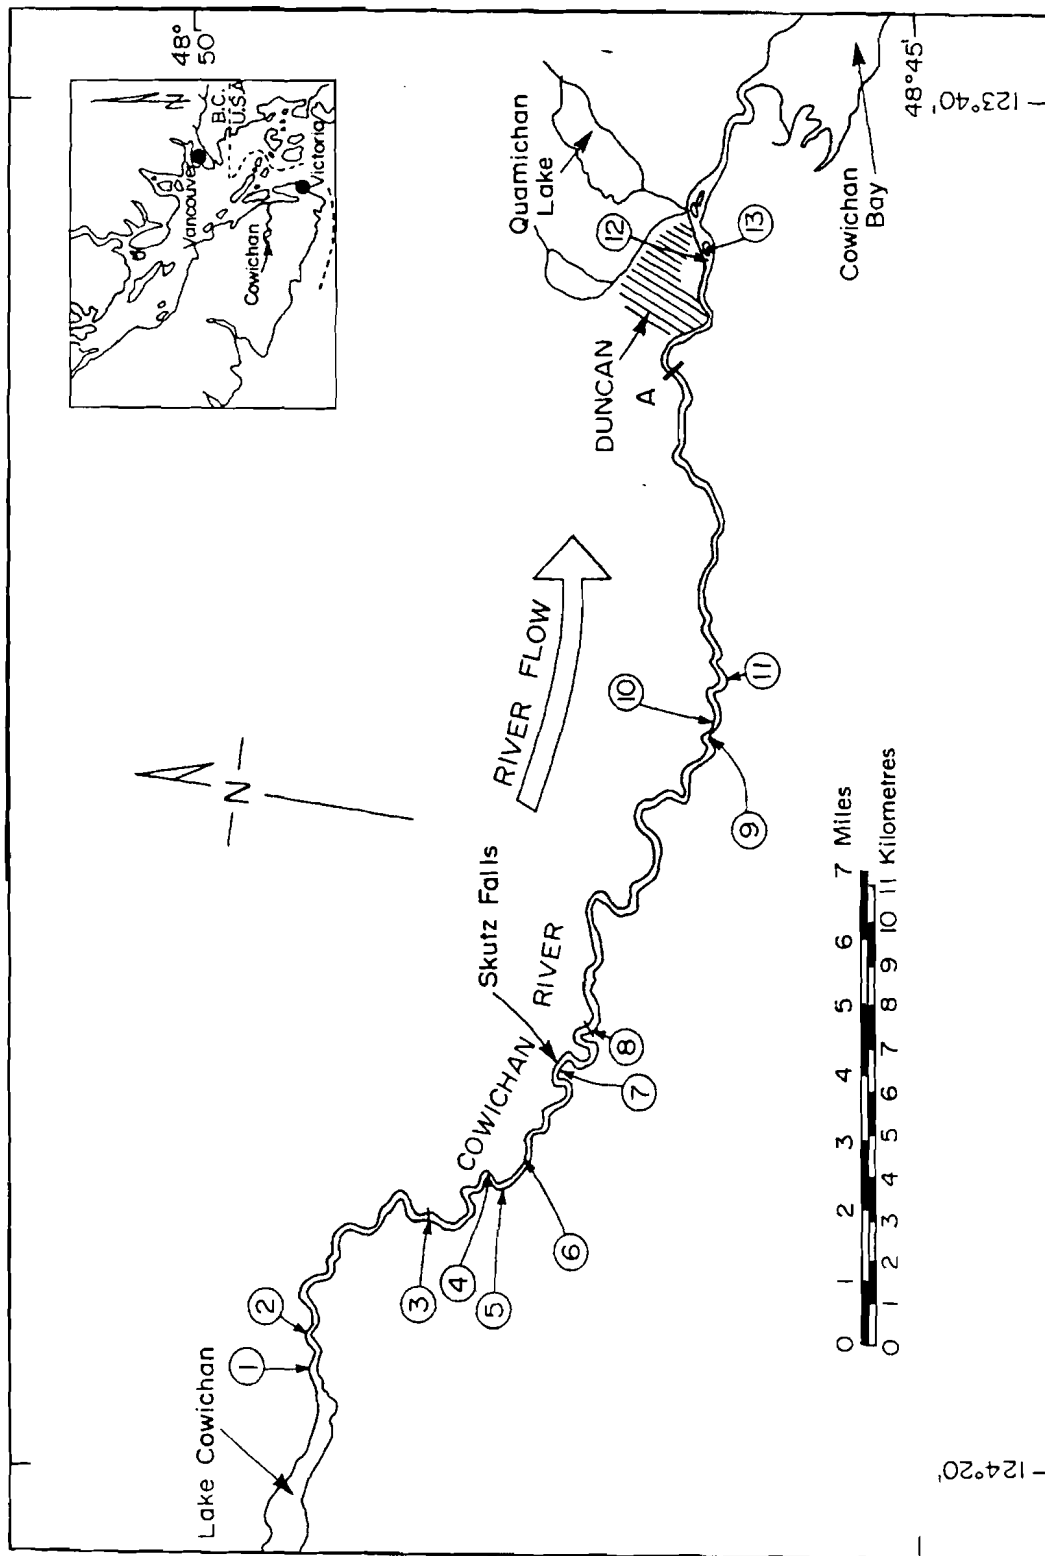 48°
50'
N
Vancouver
B.C.
U.S.A
Cowichan
Victoria
N
Lake Cowichan
1
2
3
4
5
6
7
8
9
10
11
12
13
COWICHAN
RIVER
Skutz Falls
RIVER FLOW
Quamichan
Lake
DUNCAN
A
Cowichan
Bay
0 1 2 3 4 5 6 7 Miles
0 1 2 3 4 5 6 7 8 9 10 11 Kilometres
48°45'
124°20'
123°40'